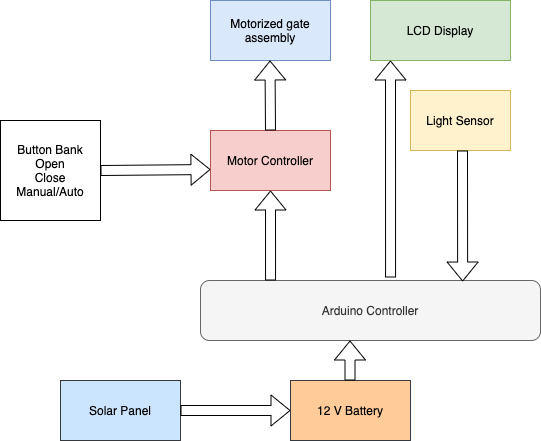 Motorized gate
assembly
LCD Display
Light Sensor
Button Bank
Open
Close
Manual/Auto
Motor Controller
Arduino Controller
Solar Panel
12 V Battery